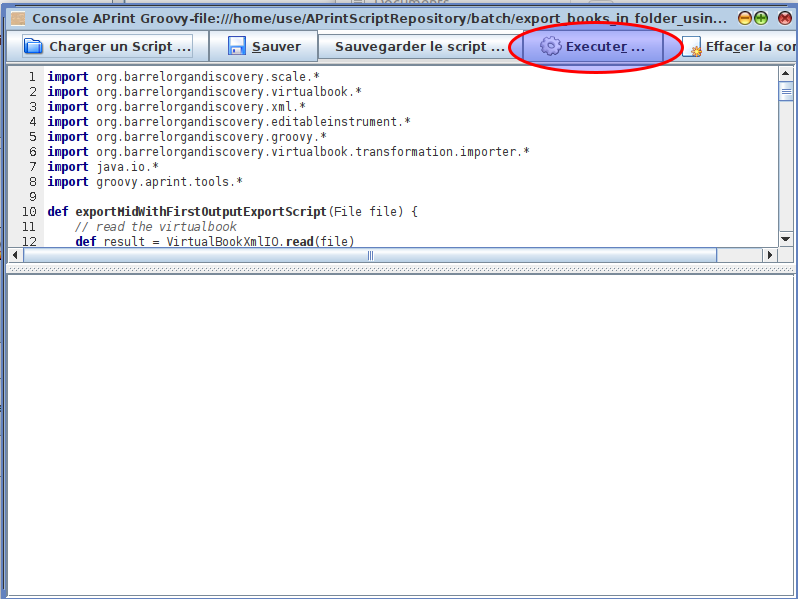 Console APrint Groovy-file:///home/use/APrintScriptRepository/batch/export_books_in_folder_usin...
Charger un Script ... Sauver Sauvegarder le script ... Executer ... Effacer la con
1 import org.barrelorgandiscovery.scale.*
2 import org.barrelorgandiscovery.virtualbook.*
3 import org.barrelorgandiscovery.xml.*
4 import org.barrelorgandiscovery.editableinstrument.*
5 import org.barrelorgandiscovery.groovy.*
6 import org.barrelorgandiscovery.virtualbook.transformation.importer.*
7 import java.io.*
8 import groovy.aprint.tools.*
9
10 def exportMidWithFirstOutputExportScript(File file) {
11 // read the virtualbook
12 def result = VirtualBookXmlIO.read(file)